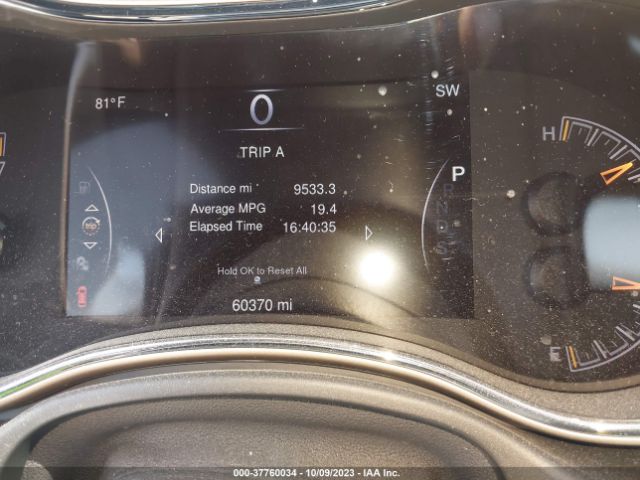 81°F
0
SW
TRIP A
Distance mi 9533.3
Average MPG 19.4
Elapsed Time 16:40:35
trip
Hold OK to Reset All
60370 mi
P
R
N
D
S
H
E
000-37760034 - 10/09/2023 - IAA Inc.